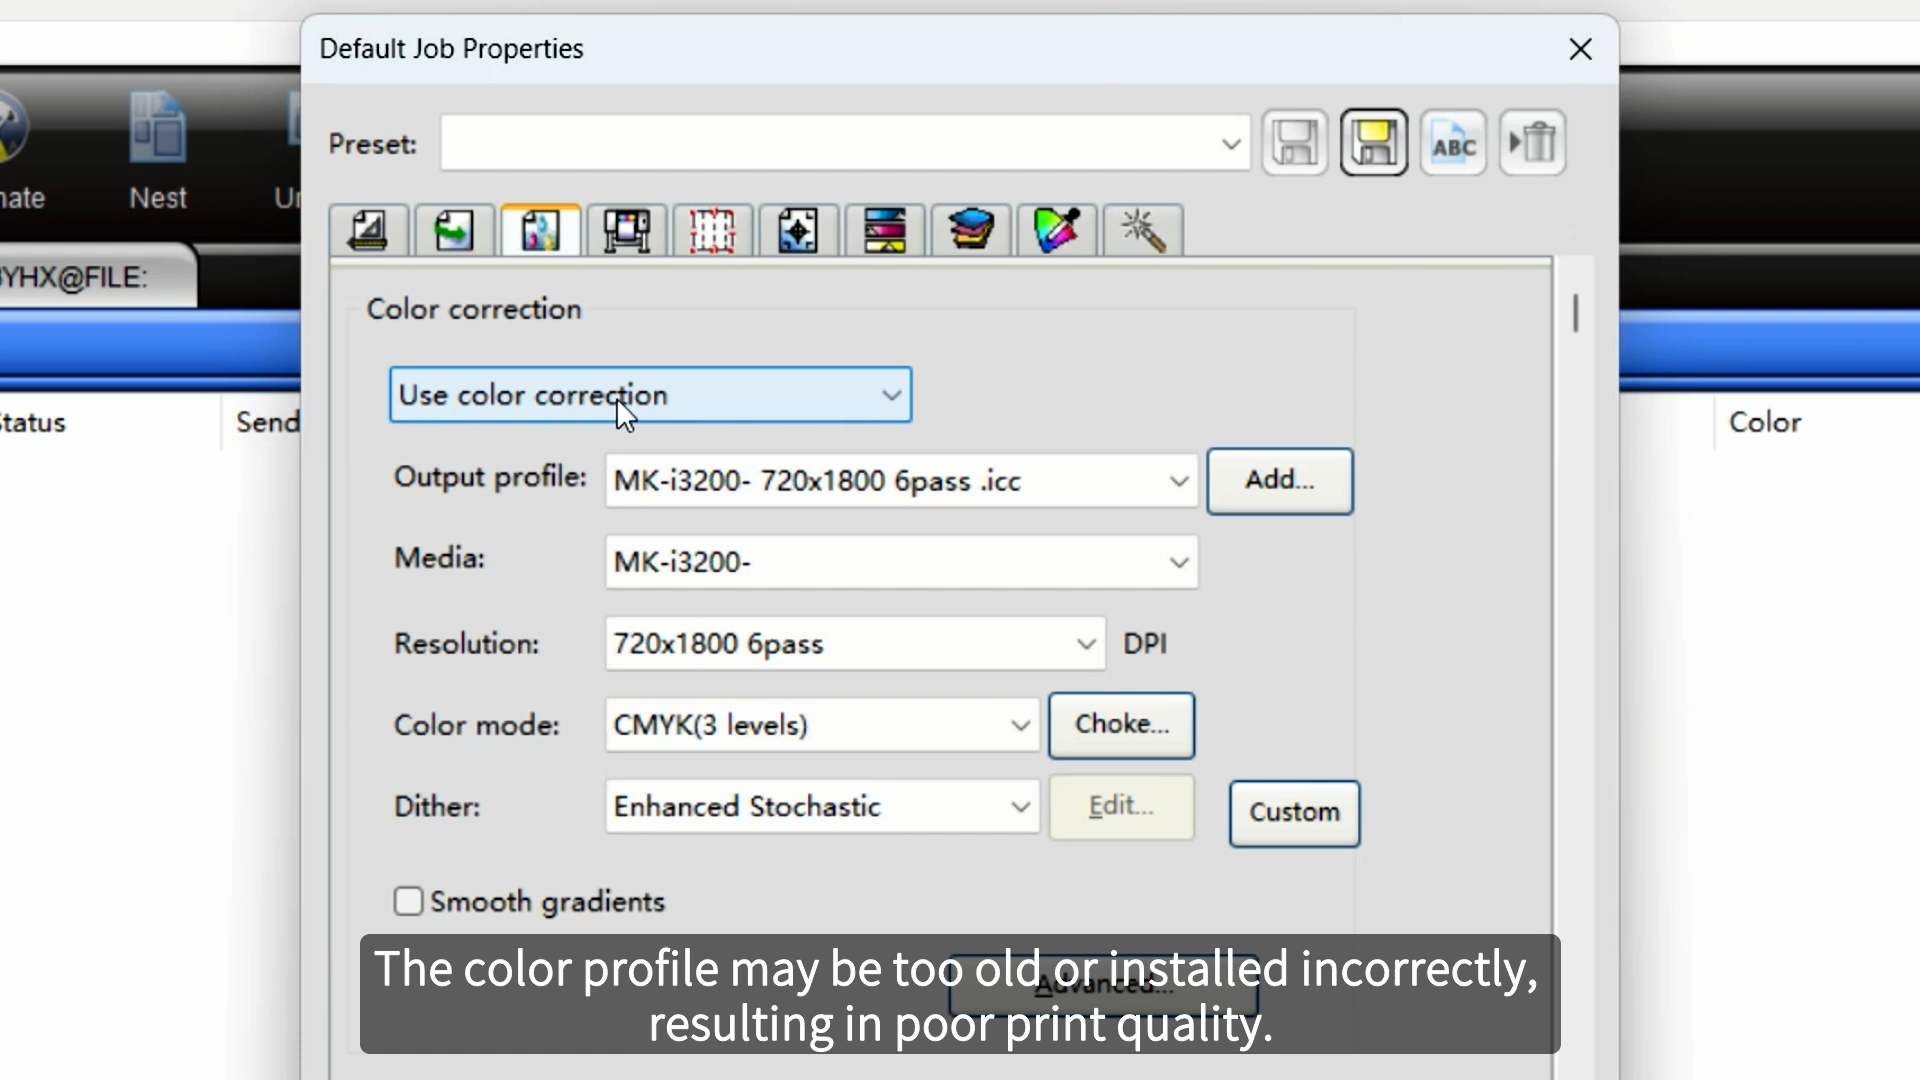 Default Job Properties
Preset:
ABC
Nest
YHX@FILE:
Color correction
Use color correction
Status
Send
Color
Output profile: MK-i3200- 720x1800 6pass .icc Add...
Media: MK-i3200-
Resolution: 720x1800 6pass DPI
Color mode: CMYK(3 levels) Choke...
Dither: Enhanced Stochastic Edit... Custom
Smooth gradients
Advanced...
The color profile may be too old or installed incorrectly,
resulting in poor print quality.